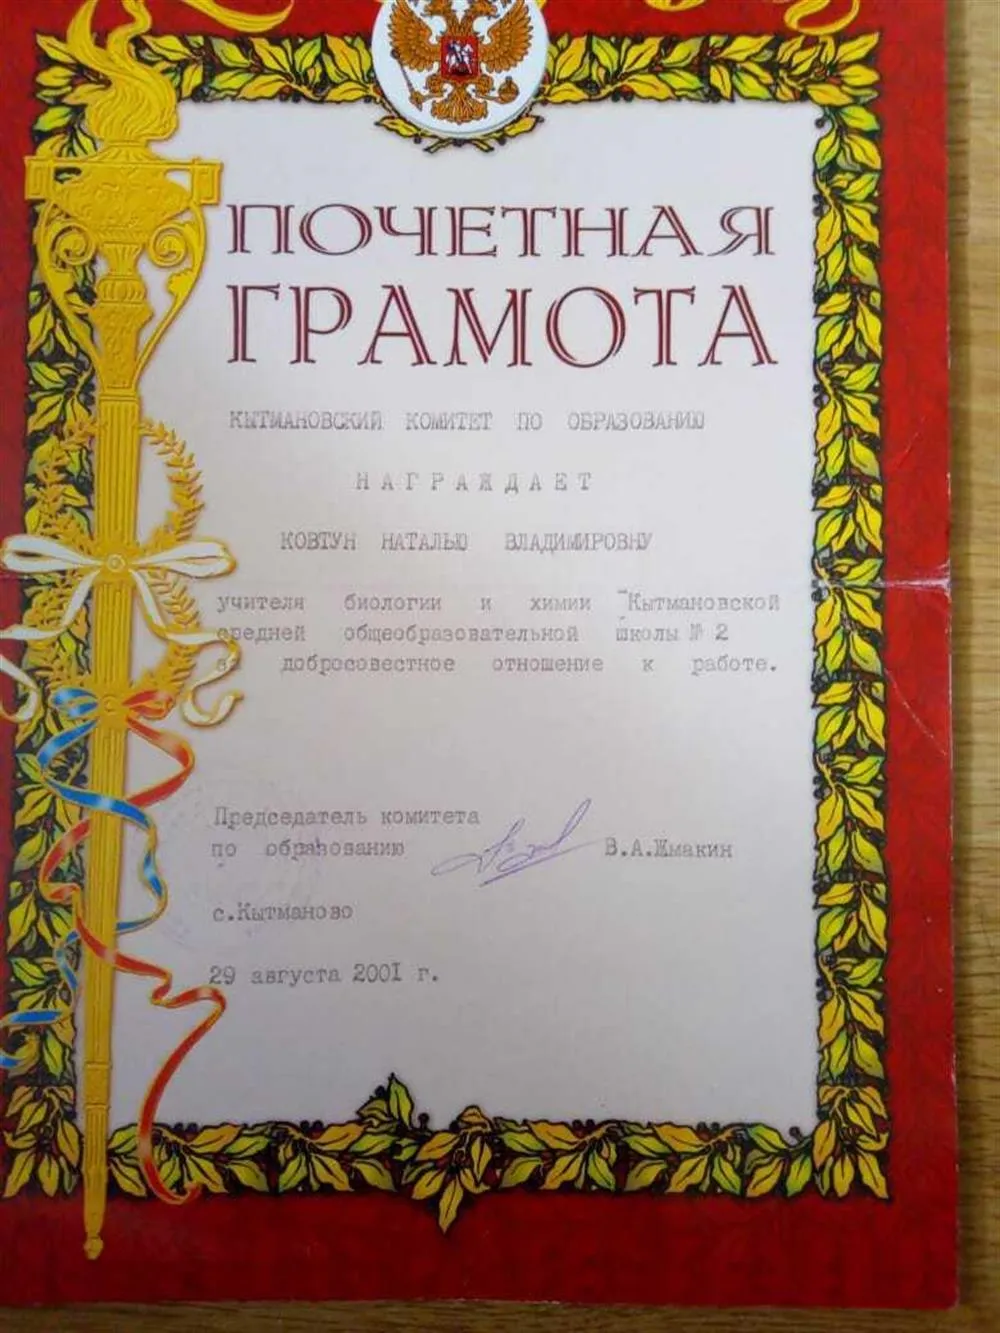 ПОЧЕТНАЯ
ГРАМОТА
КЫТМАНОВСКИЙ КОМИТЕТ ПО ОБРАЗОВАНИЮ
НАГРАЖДАЕТ
КОВТУН НАТАЛЬЮ ВЛАДИМИРОВНУ
учителя биологии и химии Кытмановской
средней общеобразовательной школы № 2
за добросовестное отношение к работе.
Председатель комитета
по образованию В.А.Жмакин
с.Кытманово
29 августа 2001 г.